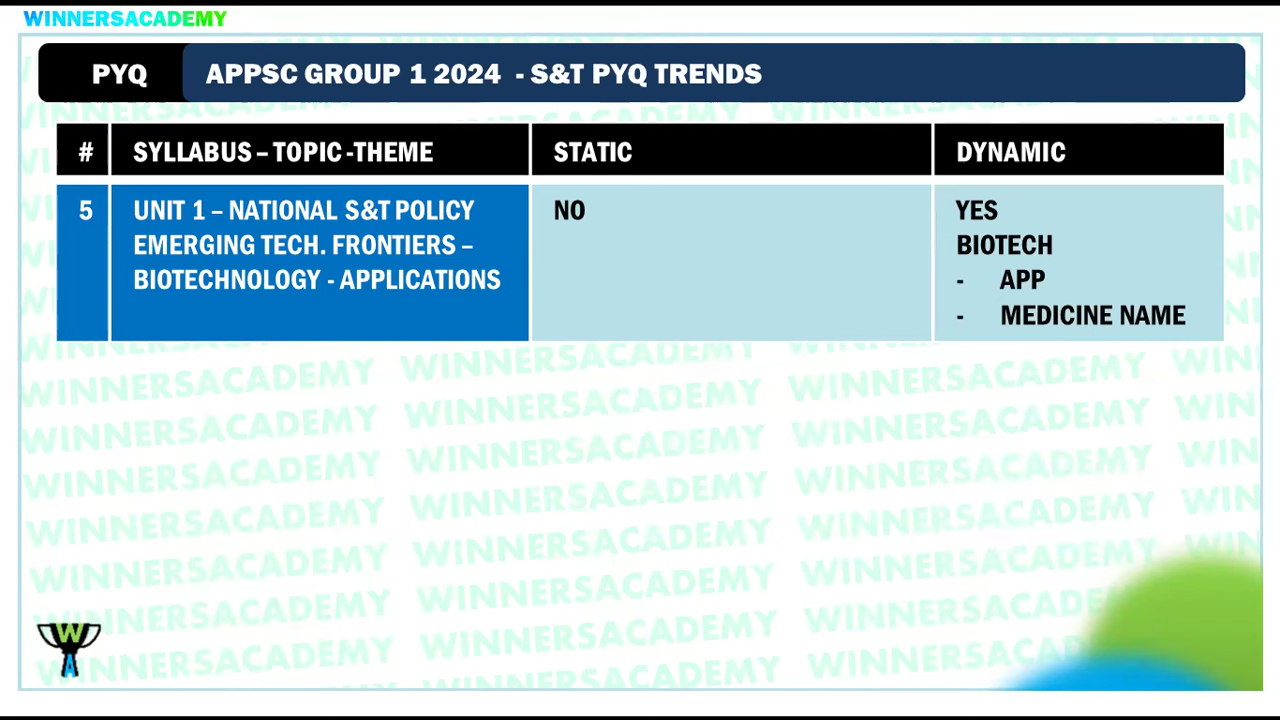 WINNERSACADEMY
PYQ APPSC GROUP 1 2024 - S&T PYQ TRENDS
# SYLLABUS – TOPIC -THEME STATIC DYNAMIC
5 UNIT 1 – NATIONAL S&T POLICY NO YES
EMERGING TECH. FRONTIERS – BIOTECH
BIOTECHNOLOGY - APPLICATIONS - APP
- MEDICINE NAME
WA